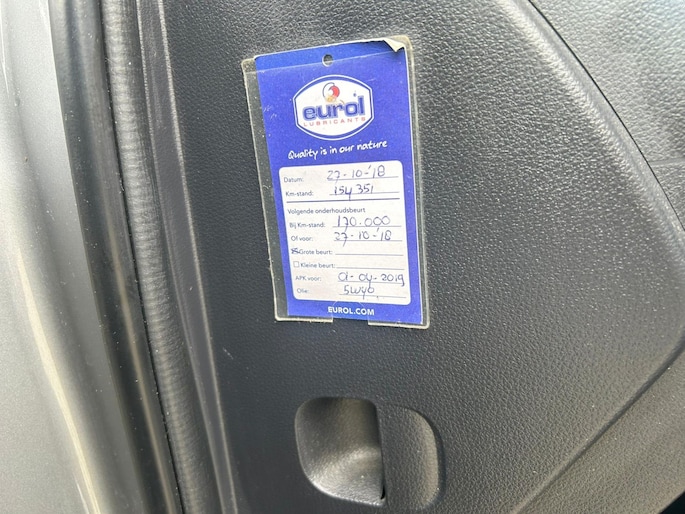 eurol
LUBRICANTS
Quality is in our nature
Datum: 27-10-'18
Km-stand: 154351
Volgende onderhoudsbeurt
Bij Km-stand: 170.000
Of voor: 27-10-'18
Grote beurt:
Kleine beurt:
APK voor: 01-04-2019
Olie: 5W40
EUROL.COM